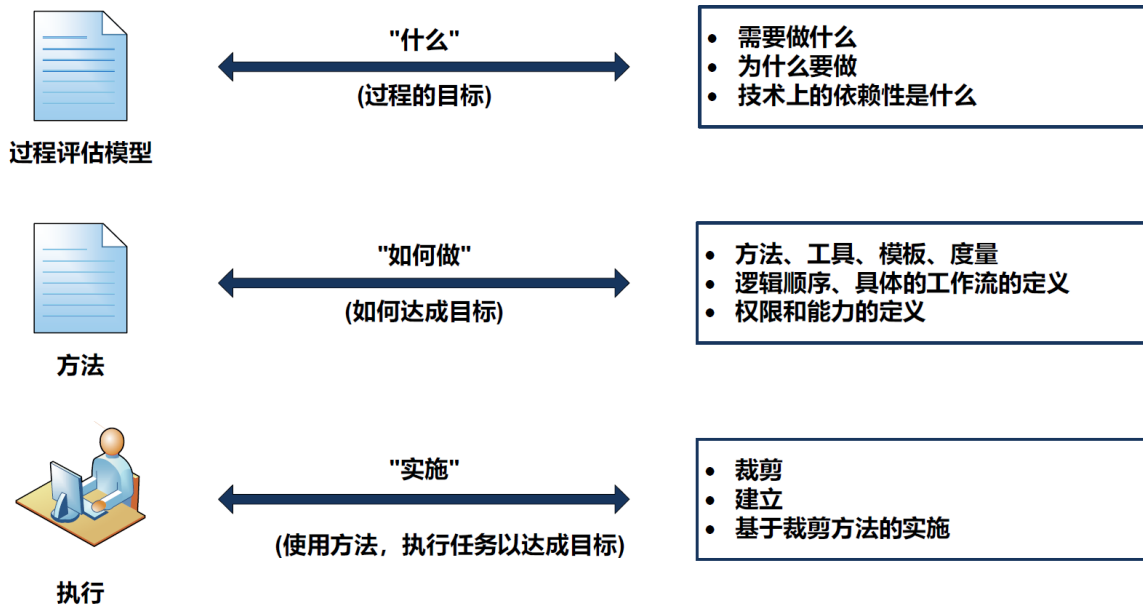 "什么"
(过程的目标)
过程评估模型
• 需要做什么
• 为什么要做
• 技术上的依赖性是什么
"如何做"
(如何达成目标)
方法
• 方法、工具、模板、度量
• 逻辑顺序、具体的工作流的定义
• 权限和能力的定义
"实施"
(使用方法，执行任务以达成目标)
执行
• 裁剪
• 建立
• 基于裁剪方法的实施